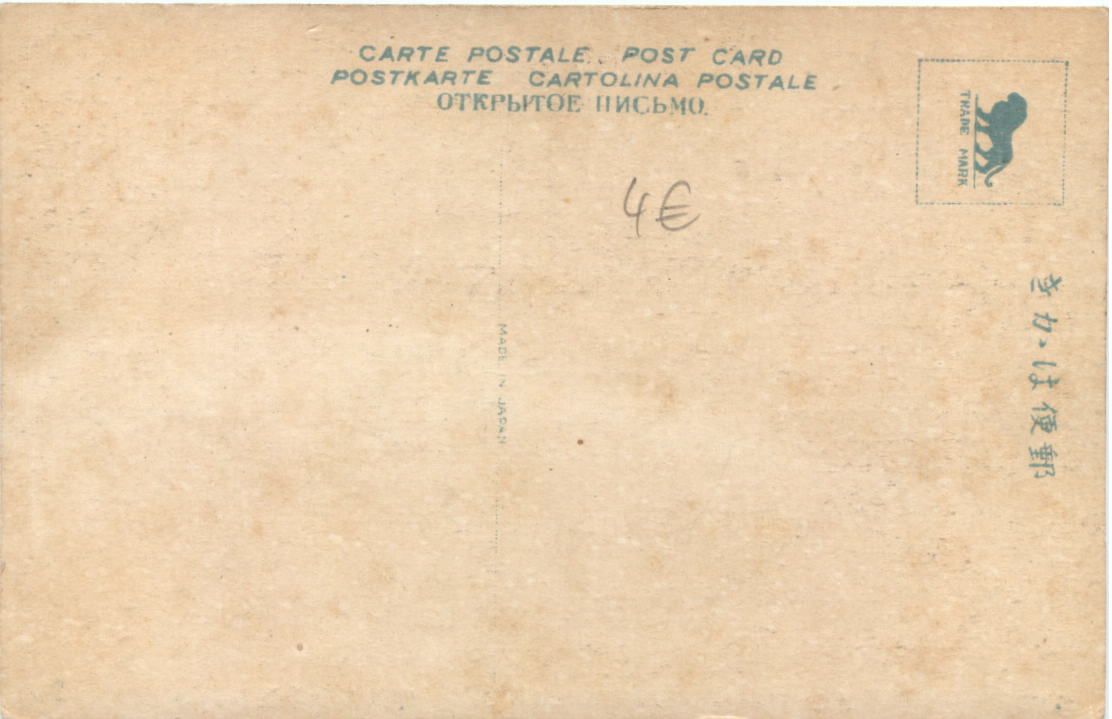 CARTE POSTALE. POST CARD
POSTKARTE CARTOLINA POSTALE
ОТКРЫТОЕ ПИСЬМО.
TRADE MARK
4€
MADE IN JAPAN
郵便はがき